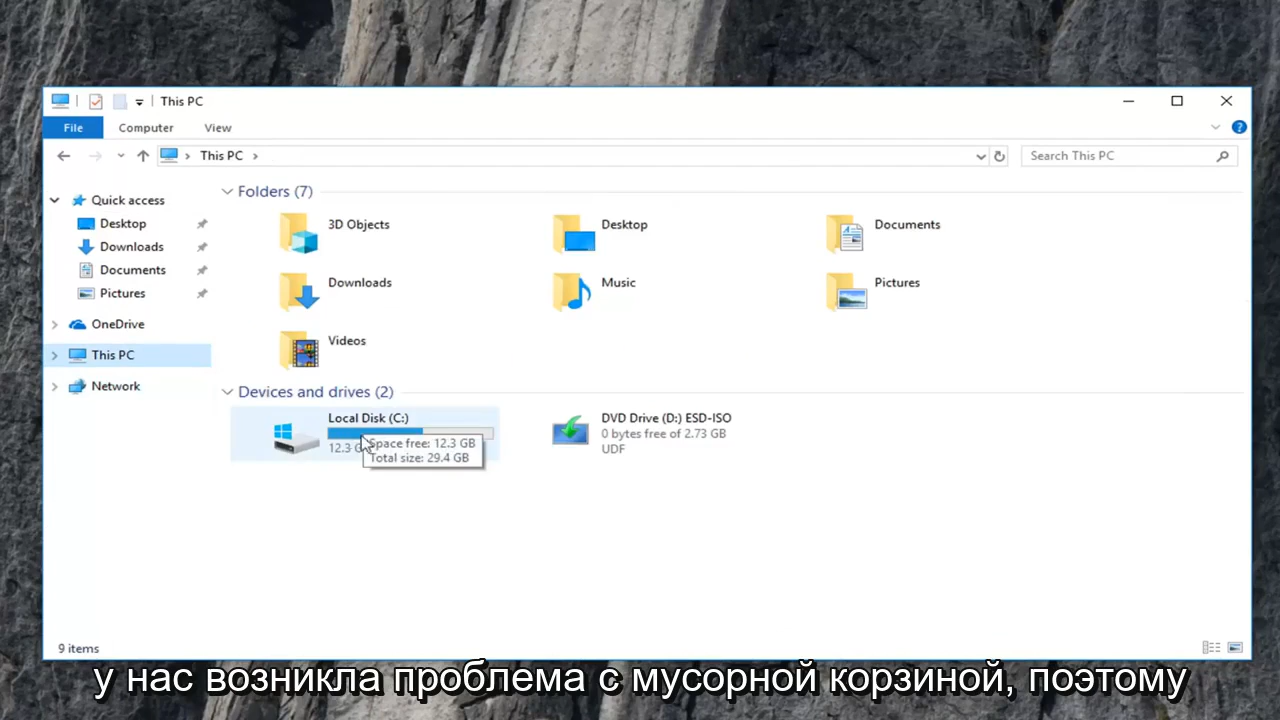 This PC
File
Computer
View
This PC
Search This PC
Quick access
Desktop
Downloads
Documents
Pictures
OneDrive
This PC
Network
Folders (7)
3D Objects
Desktop
Documents
Downloads
Music
Pictures
Videos
Devices and drives (2)
Local Disk (C:)
12.3 G
Space free: 12.3 GB
Total size: 29.4 GB
DVD Drive (D:) ESD-ISO
0 bytes free of 2.73 GB
UDF
9 items
у нас возникла проблема с мусорной корзиной, поэтому